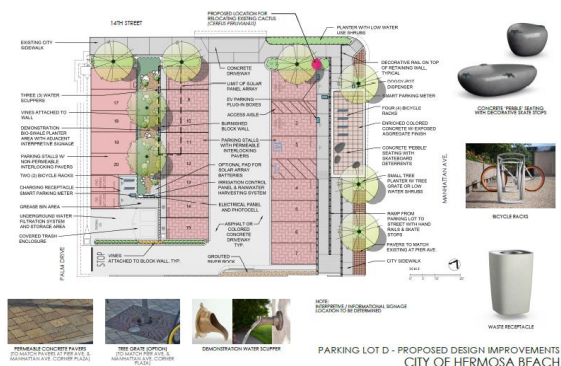 14TH STREET
PROPOSED LOCATION FOR
RELOCATING EXISTING CACTUS
(CEREUS PERUVIANUS)
PLANTER WITH LOW WATER
USE SHRUBS
EXISTING CITY
SIDEWALK
CONCRETE
DRIVEWAY
LIMIT OF SOLAR
PANEL ARRAY
EV PARKING
PLUG-IN BOXES
ACCESS AISLE
BURNISHED
BLOCK WALL
PARKING STALLS
WITH PERMEABLE
INTERLOCKING
PAVERS
OPTIONAL PAD FOR
SOLAR ARRAY
BATTERIES
IRRIGATION CONTROL
PANEL & RAINWATER
HARVESTING SYSTEM
ELECTRICAL PANEL
AND PHOTOCELL
ASPHALT OR
COLORED
CONCRETE
DRIVEWAY
TYP.
THREE (3) WATER
SCUPPERS
VINES ATTACHED TO
WALL
DEMONSTRATION
BIO-SWALE PLANTER
AREA WITH ADJACENT
INTERPRETIVE SIGNAGE
PARKING STALLS W/
NON-PERMEABLE
INTERLOCKING PAVERS
TWO (2) BICYCLE RACKS
CHARGING RECEPTACLE
SMART PARKING METER
GREASE BIN AREA
UNDERGROUND WATER
FILTRATION SYSTEM
AND STORAGE AREA
COVERED TRASH
ENCLOSURE
PALM DRIVE
STOP
VINES
ATTACHED TO BLOCK WALL, TYP.
GROUTED
RIVER ROCK
DECORATIVE RAIL ON TOP
OF RETAINING WALL,
TYPICAL
DISPENSER
SMART PARKING METER
FOUR (4) BICYCLE
RACKS
ENRICHED COLORED
CONCRETE W/ EXPOSED
AGGREGATE FINISH
CONCRETE 'PEBBLE'
SEATING WITH
SKATEBOARD
DETERRENTS
SMALL TREE
PLANTER W/ TREE
GRATE OR LOW
WATER SHRUBS
RAMP FROM
PARKING LOT TO
STREET WITH HAND
RAILS & SKATE
STOPS
PAVERS TO MATCH
EXISTING AT PIER AVE.
CITY SIDEWALK
MANHATTAN AVE.
CONCRETE 'PEBBLE' SEATING
WITH DECORATIVE SKATE STOPS
BICYCLE RACKS
WASTE RECEPTACLE
NOTE:
INTERPRETIVE / INFORMATIONAL SIGNAGE
LOCATION TO BE DETERMINED
PERMEABLE CONCRETE PAVERS
(TO MATCH PAVERS AT PIER AVE. &
MANHATTAN AVE. CORNER PLAZA)
TREE GRATE (OPTION)
(TO MATCH PIER AVE. &
MANHATTAN AVE. CORNER
PLAZA)
DEMONSTRATION WATER SCUPPER
PARKING LOT D - PROPOSED DESIGN IMPROVEMENTS
CITY OF HERMOSA BEACH